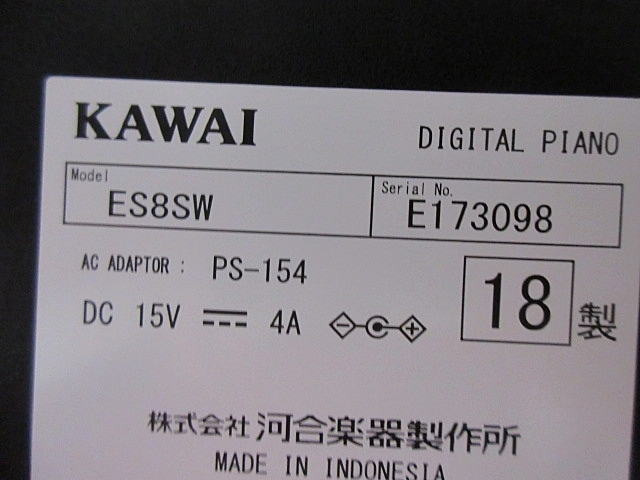 KAWAI
DIGITAL PIANO
Model
ES8SW
Serial No.
E173098
AC ADAPTOR : PS-154
DC 15V 4A
18 製
株式会社 河合楽器製作所
MADE IN INDONESIA